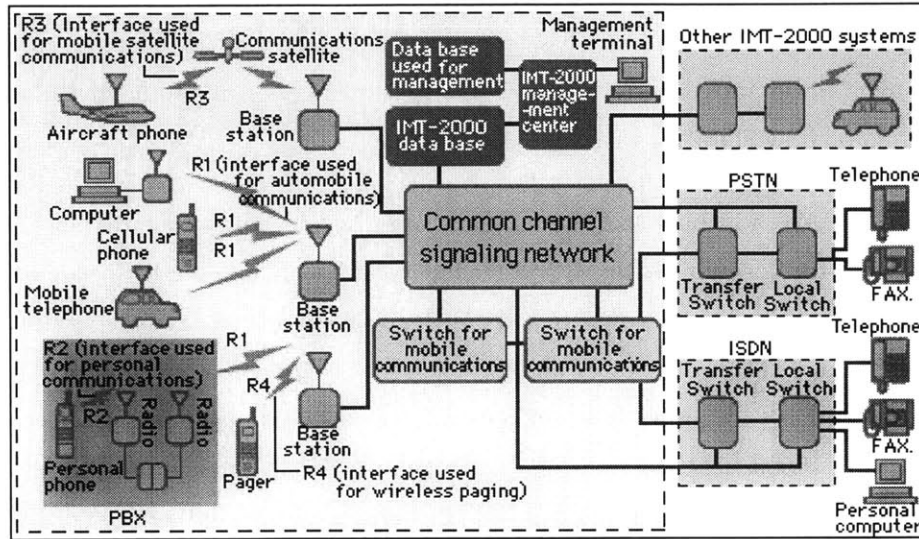 R3 (Interface used
for mobile satellite
communications)
Communications
satellite
R3
Aircraft phone
Base
station
Data base
used for
management
IMT-2000
manage-
ment
center
IMT-2000
data base
Management
terminal
Other IMT-2000 systems
R1 (interface used
for automobile
communications)
Computer
R1
Cellular
phone
R1
Mobile
telephone
Base
station
Common channel
signaling network
Switch for
mobile
communications
Switch for
mobile
communications
PSTN
Transfer
Switch
Local
Switch
Telephone
FAX.
ISDN
Transfer
Switch
Local
Switch
Telephone
FAX.
Personal
computer
R2 (interface used
for personal
communications)
R1
R2
Radio
Radio
Personal
phone
PBX
R4
Pager
Base
station
R4 (interface used
for wireless paging)